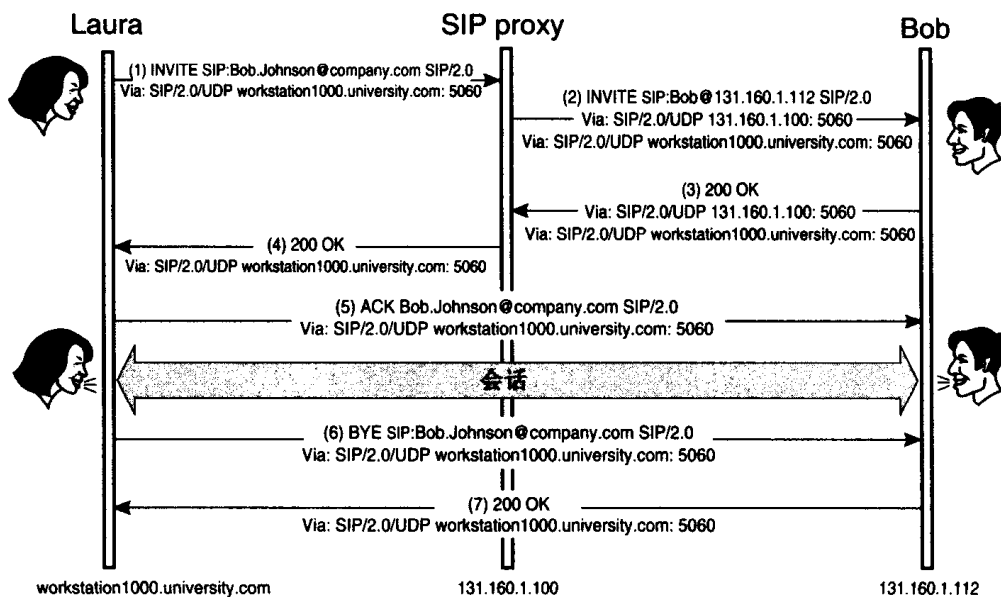 Laura
SIP proxy
Bob
(1) INVITE SIP:Bob.Johnson@company.com SIP/2.0
Via: SIP/2.0/UDP workstation1000.university.com: 5060
(2) INVITE SIP:Bob@131.160.1.112 SIP/2.0
Via: SIP/2.0/UDP 131.160.1.100: 5060
Via: SIP/2.0/UDP workstation1000.university.com: 5060
(3) 200 OK
Via: SIP/2.0/UDP 131.160.1.100: 5060
Via: SIP/2.0/UDP workstation1000.university.com: 5060
(4) 200 OK
Via: SIP/2.0/UDP workstation1000.university.com: 5060
(5) ACK Bob.Johnson@company.com SIP/2.0
Via: SIP/2.0/UDP workstation1000.university.com: 5060
会话
(6) BYE SIP:Bob.Johnson@company.com SIP/2.0
Via: SIP/2.0/UDP workstation1000.university.com: 5060
(7) 200 OK
Via: SIP/2.0/UDP workstation1000.university.com: 5060
workstation1000.university.com
131.160.1.100
131.160.1.112